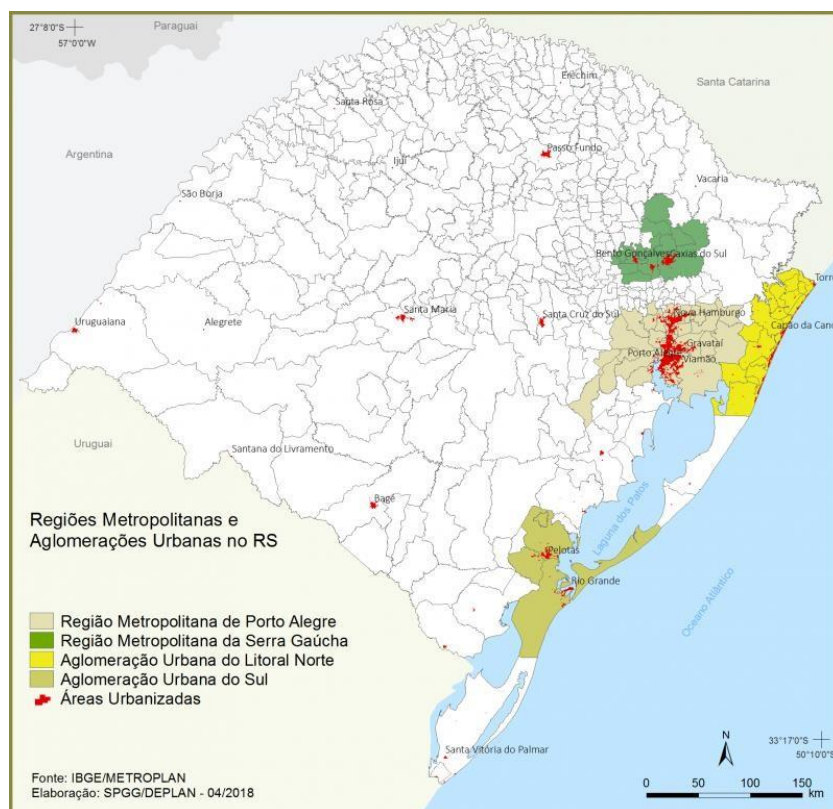 27°8'0"S
57°0'0"W
Paraguai
Santa Catarina
Argentina
Erechim
Santa Rosa
Ijuí
Passo Fundo
Vacaria
São Borja
Bento Gonçalves
Caxias do Sul
Torre
Uruguaiana
Alegrete
Santa Maria
Santa Cruz do Sul
Novo Hamburgo
Capão da Cano
Gravataí
Porto Alegre
Viamão
Uruguai
Santana do Livramento
Bagé
Laguna dos Patos
Regiões Metropolitanas e
Aglomerações Urbanas no RS
Pelotas
Rio Grande
Oceano Atlântico
Região Metropolitana de Porto Alegre
Região Metropolitana da Serra Gaúcha
Aglomeração Urbana do Litoral Norte
Aglomeração Urbana do Sul
Áreas Urbanizadas
Santa Vitória do Palmar
N
33°17'0"S
50°10'0"W
Fonte: IBGE/METROPLAN
Elaboração: SPGG/DEPLAN - 04/2018
0 50 100 150
km